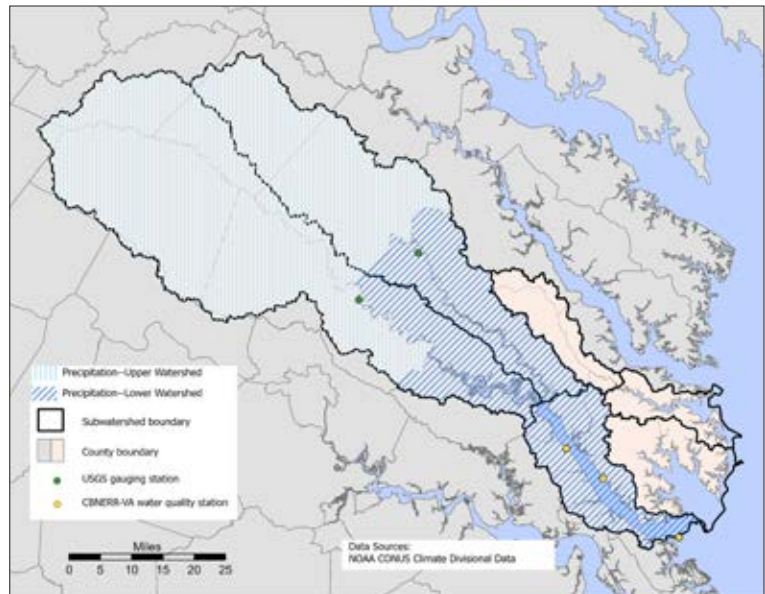 Precipitation—Upper Watershed
Precipitation—Lower Watershed
Subwatershed boundary
County boundary
USGS gauging station
CBNERR-VA water quality station
Miles
0 5 10 15 20 25
Data Sources:
NOAA CONUS Climate Divisional Data